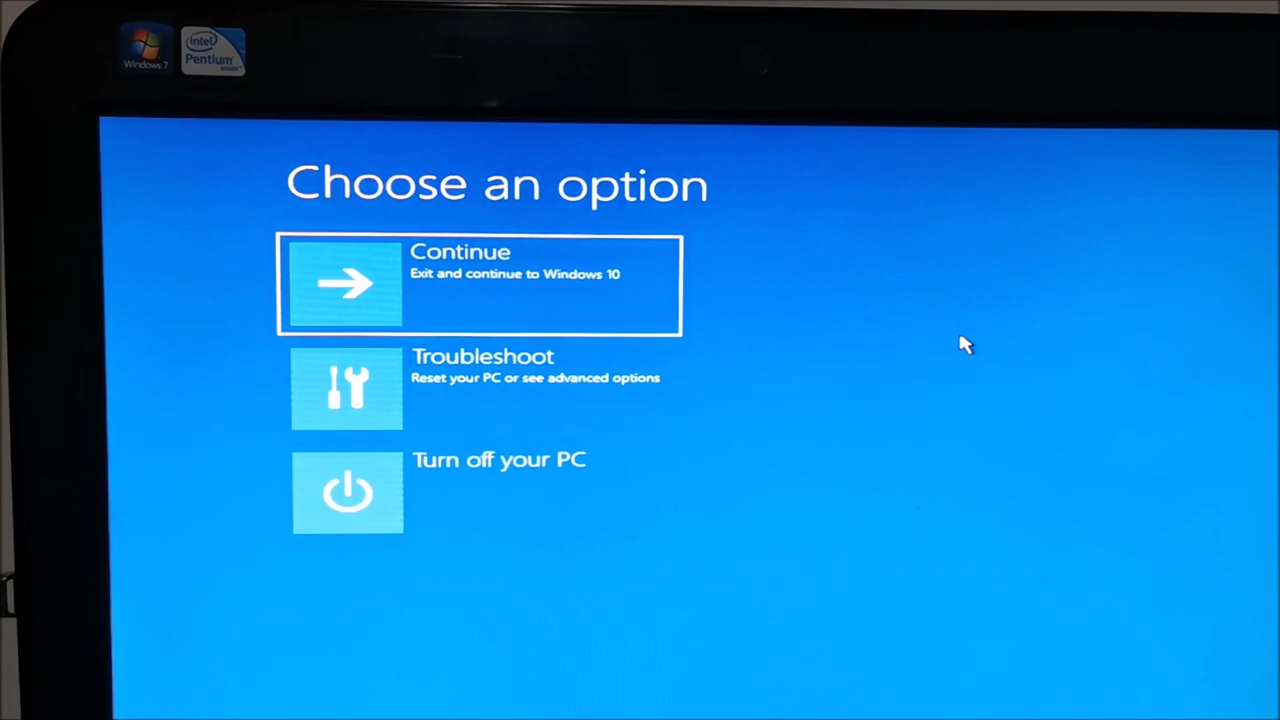 Windows 7
intel
Pentium
Choose an option
Continue
Exit and continue to Windows 10
Troubleshoot
Reset your PC or see advanced options
Turn off your PC